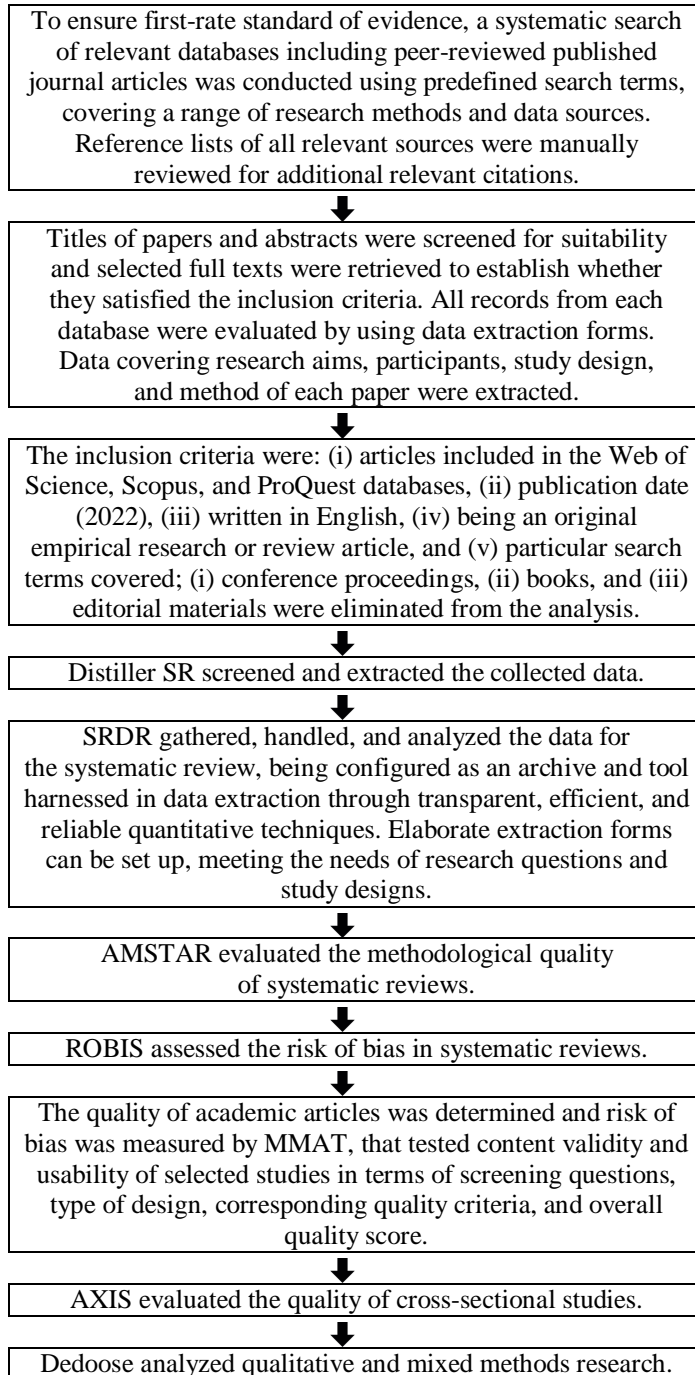 To ensure first-rate standard of evidence, a systematic search
of relevant databases including peer-reviewed published
journal articles was conducted using predefined search terms,
covering a range of research methods and data sources.
Reference lists of all relevant sources were manually
reviewed for additional relevant citations.
Titles of papers and abstracts were screened for suitability
and selected full texts were retrieved to establish whether
they satisfied the inclusion criteria. All records from each
database were evaluated by using data extraction forms.
Data covering research aims, participants, study design,
and method of each paper were extracted.
The inclusion criteria were: (i) articles included in the Web of
Science, Scopus, and ProQuest databases, (ii) publication date
(2022), (iii) written in English, (iv) being an original
empirical research or review article, and (v) particular search
terms covered; (i) conference proceedings, (ii) books, and (iii)
editorial materials were eliminated from the analysis.
Distiller SR screened and extracted the collected data.
SRDR gathered, handled, and analyzed the data for
the systematic review, being configured as an archive and tool
harnessed in data extraction through transparent, efficient, and
reliable quantitative techniques. Elaborate extraction forms
can be set up, meeting the needs of research questions and
study designs.
AMSTAR evaluated the methodological quality
of systematic reviews.
ROBIS assessed the risk of bias in systematic reviews.
The quality of academic articles was determined and risk of
bias was measured by MMAT, that tested content validity and
usability of selected studies in terms of screening questions,
type of design, corresponding quality criteria, and overall
quality score.
AXIS evaluated the quality of cross-sectional studies.
Dedoose analyzed qualitative and mixed methods research.